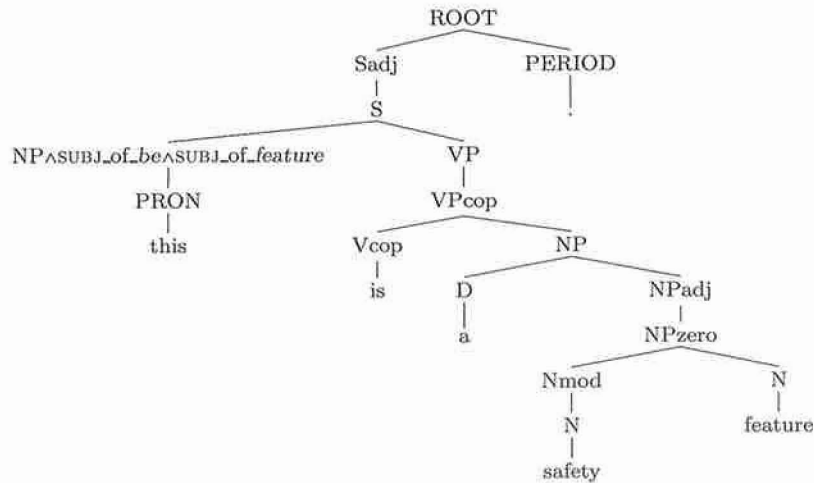 ROOT
Sadj PERIOD
S .
NP∧SUBJ_of_be∧SUBJ_of_feature VP
PRON VPcop
this Vcop NP
is D NPadj
a NPzero
Nmod N
N feature
safety